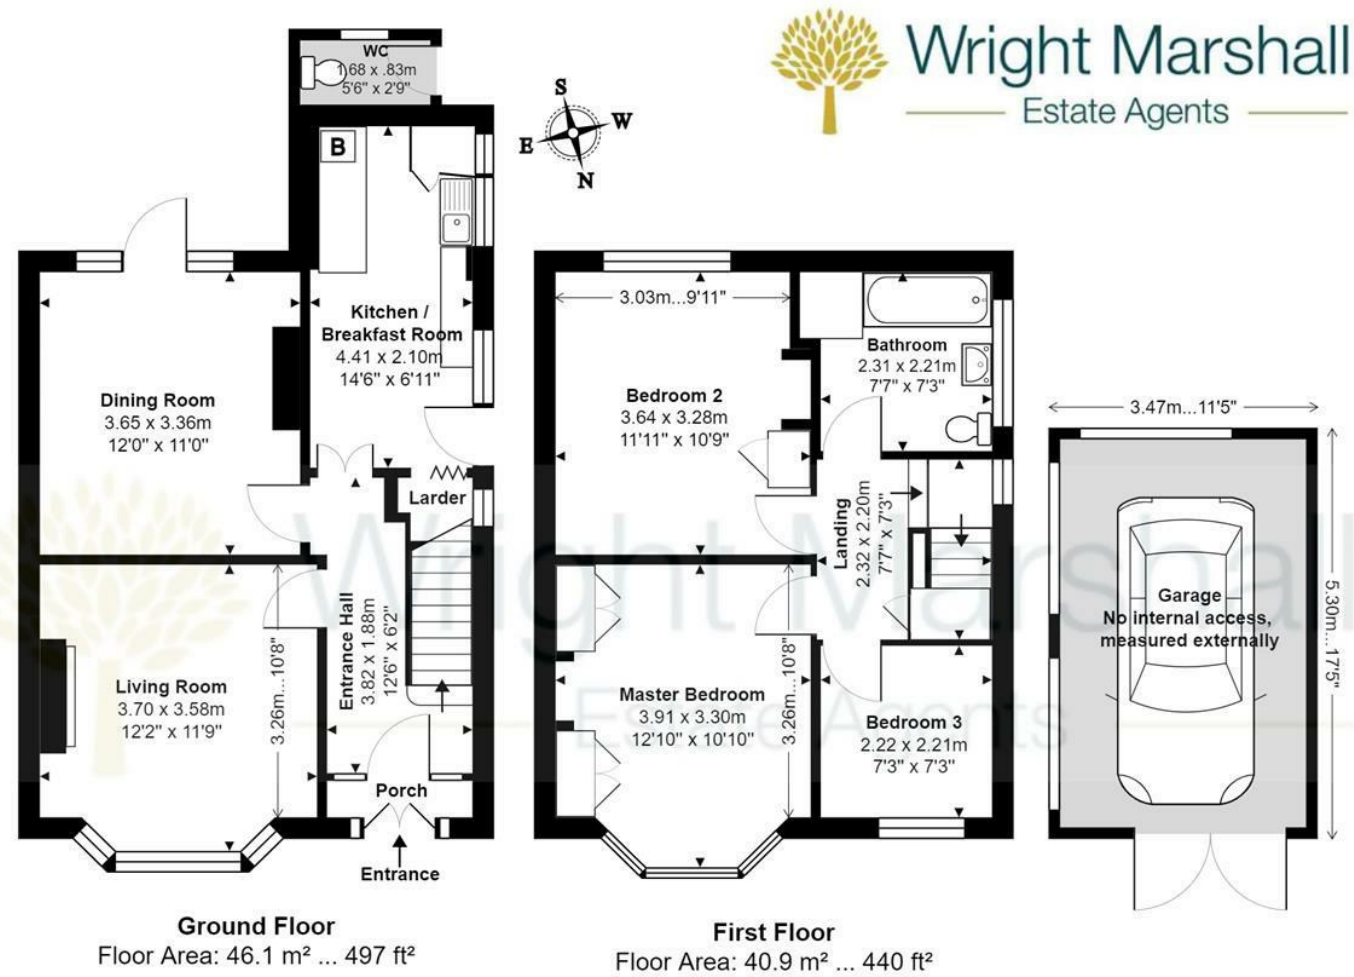 Wright Marshall
Estate Agents
WC
1.68 x .83m
5'6" x 2'9"
S
W
E
N
B
Kitchen /
Breakfast Room
4.41 x 2.10m
14'6" x 6'11"
Dining Room
3.65 x 3.36m
12'0" x 11'0"
Larder
Entrance Hall
3.82 x 1.88m
12'6" x 6'2"
Living Room
3.70 x 3.58m
12'2" x 11'9"
3.26m...10'8"
Porch
Entrance
Ground Floor
Floor Area: 46.1 m² ... 497 ft²
3.03m...9'11"
Bedroom 2
3.64 x 3.28m
11'11" x 10'9"
Bathroom
2.31 x 2.21m
7'7" x 7'3"
Landing
2.32 x 2.20m
7'7" x 7'3"
Master Bedroom
3.91 x 3.30m
12'10" x 10'10"
3.26m...10'8"
Bedroom 3
2.22 x 2.21m
7'3" x 7'3"
First Floor
Floor Area: 40.9 m² ... 440 ft²
3.47m...11'5"
Garage
No internal access,
measured externally
5.30m...17'5"
Wright Marshall
Estate Agents